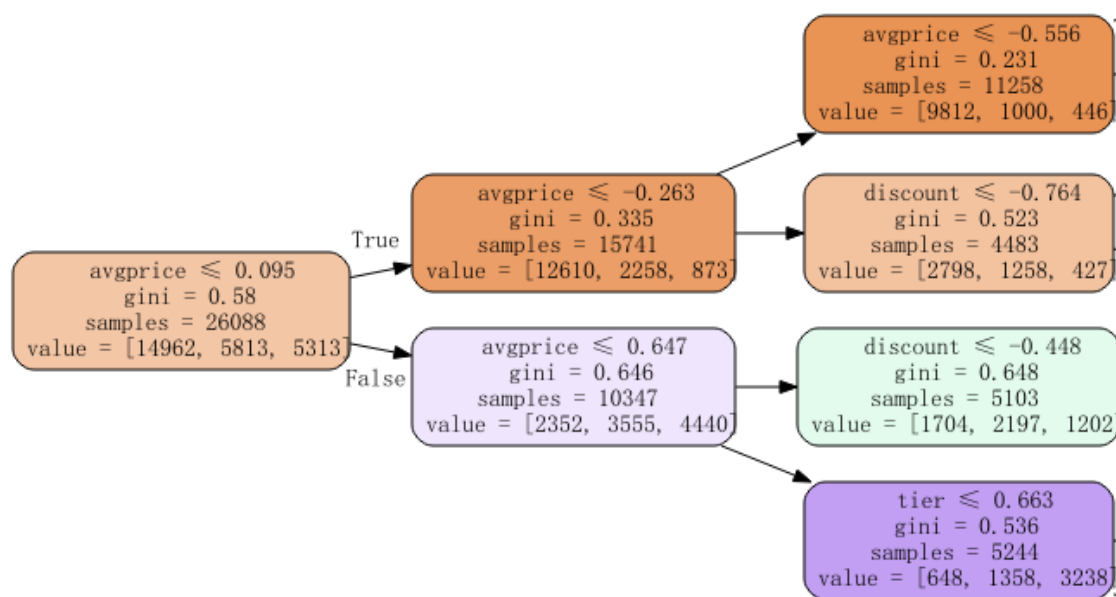 avgprice ≤ -0.556
gini = 0.231
samples = 11258
value = [9812, 1000, 446]
avgprice ≤ -0.263
gini = 0.335
samples = 15741
value = [12610, 2258, 873]
discount ≤ -0.764
gini = 0.523
samples = 4483
value = [2798, 1258, 427]
True
avgprice ≤ 0.095
gini = 0.58
samples = 26088
value = [14962, 5813, 5313]
False
avgprice ≤ 0.647
gini = 0.646
samples = 10347
value = [2352, 3555, 4440]
discount ≤ -0.448
gini = 0.648
samples = 5103
value = [1704, 2197, 1202]
tier ≤ 0.663
gini = 0.536
samples = 5244
value = [648, 1358, 3238]